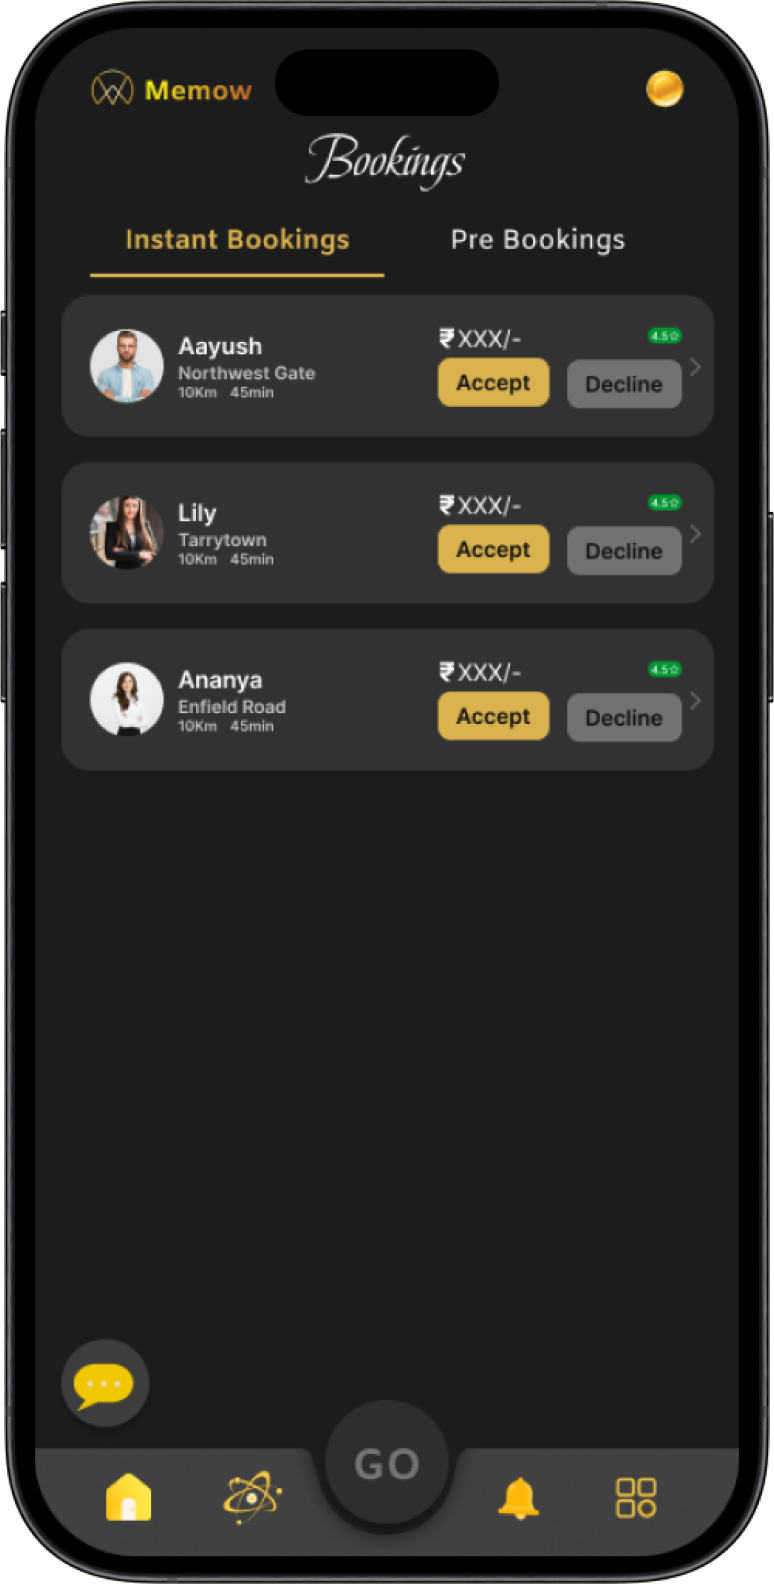 Memow
Bookings
Instant Bookings Pre Bookings
Aayush
Northwest Gate
10Km 45min
₹XXX/-
4.5☆
Accept Decline
Lily
Tarrytown
10Km 45min
₹XXX/-
4.5☆
Accept Decline
Ananya
Enfield Road
10Km 45min
₹XXX/-
4.5☆
Accept Decline
GO